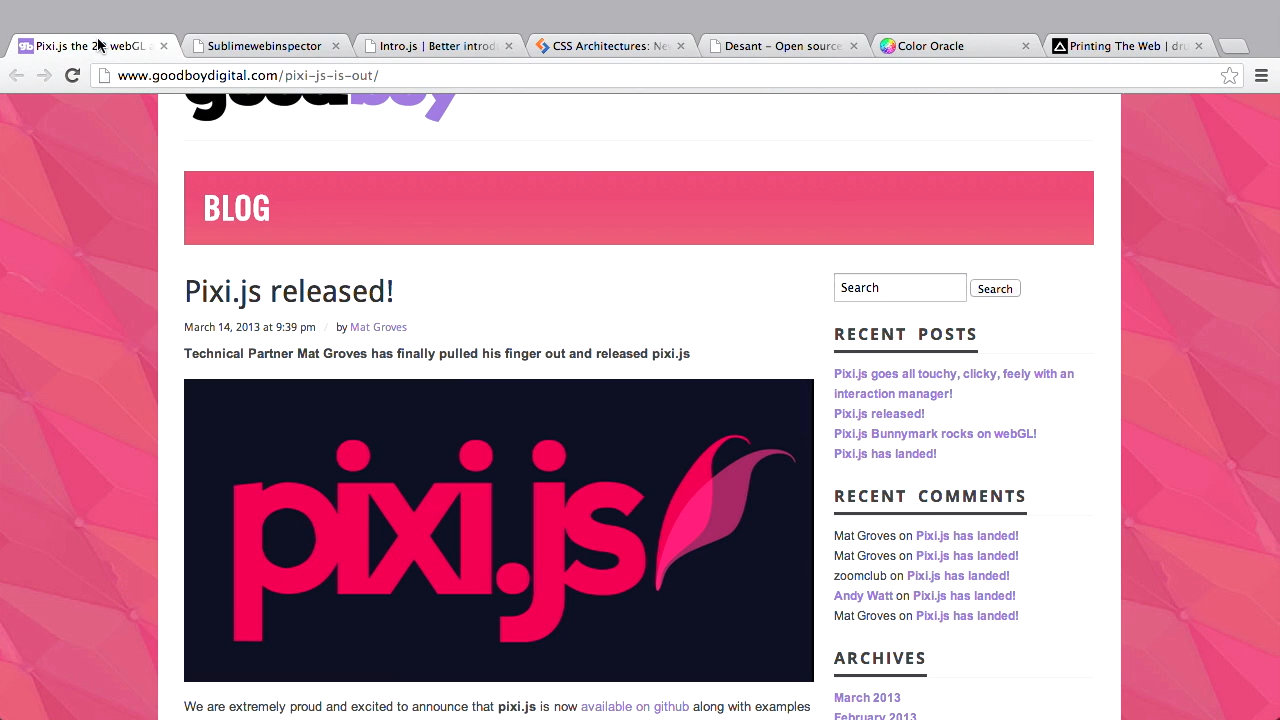 Pixi.js the 2d webGL
Sublimewebinspector
Intro.js | Better introd
CSS Architectures: Ne
Desant - Open source
Color Oracle
Printing The Web | dr
www.goodboydigital.com/pixi-js-is-out/
goodboy
BLOG
Pixi.js released!
March 14, 2013 at 9:39 pm / by Mat Groves
Technical Partner Mat Groves has finally pulled his finger out and released pixi.js
pixi.js
We are extremely proud and excited to announce that pixi.js is now available on github along with examples
Search Search
RECENT POSTS
Pixi.js goes all touchy, clicky, feely with an
interaction manager!
Pixi.js released!
Pixi.js Bunnymark rocks on webGL!
Pixi.js has landed!
RECENT COMMENTS
Mat Groves on Pixi.js has landed!
Mat Groves on Pixi.js has landed!
zoomclub on Pixi.js has landed!
Andy Watt on Pixi.js has landed!
Mat Groves on Pixi.js has landed!
ARCHIVES
March 2013
February 2013